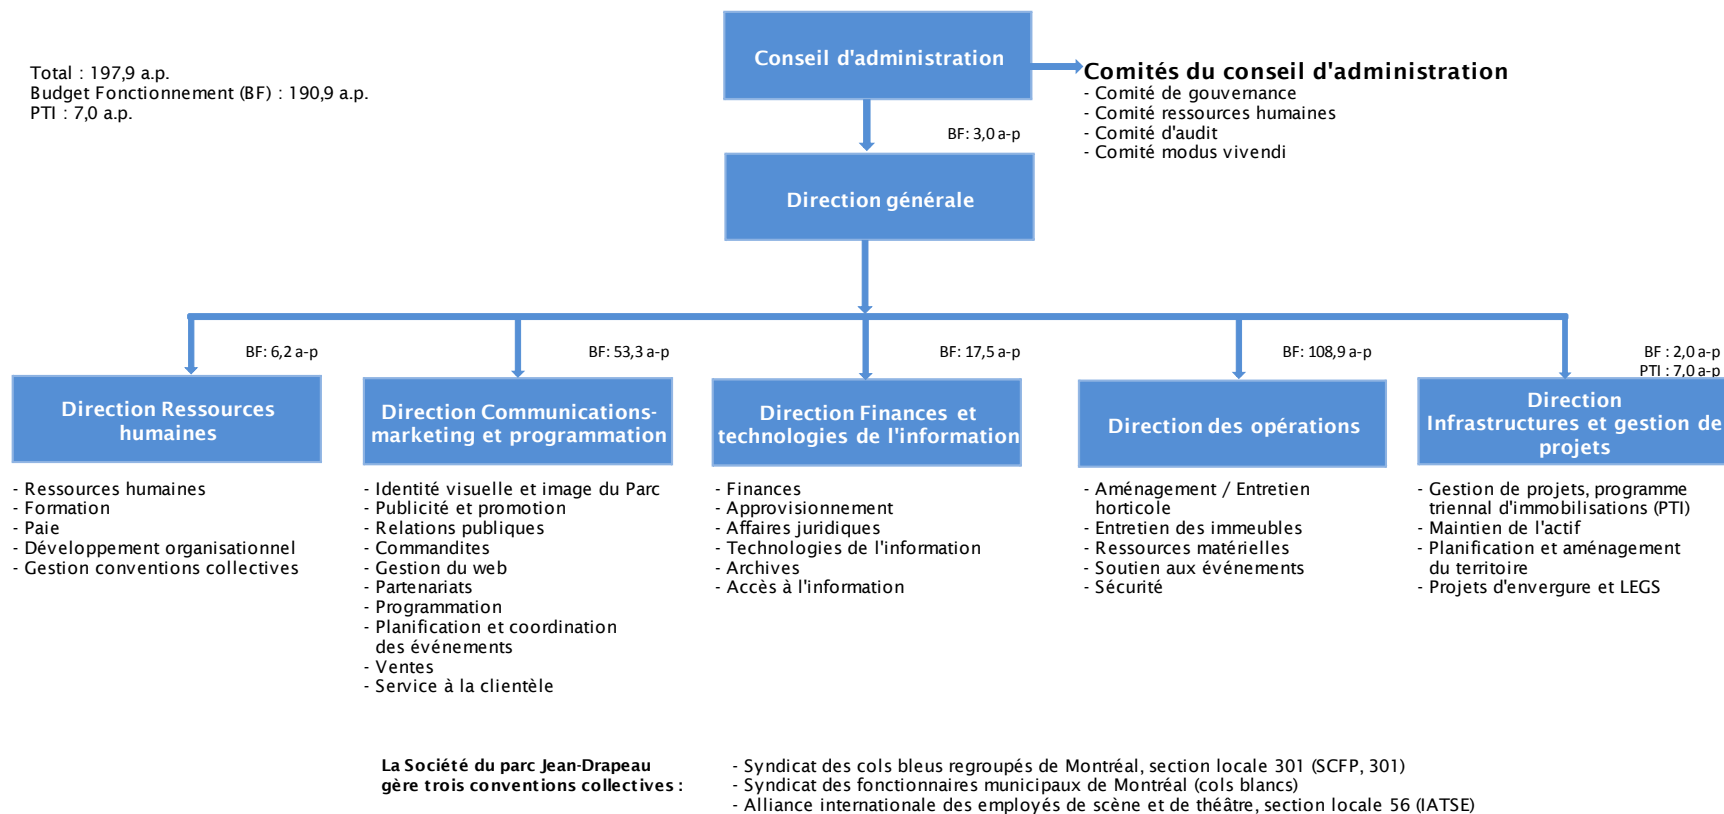 Conseil d'administration
Total : 197,9 a.p.
Budget Fonctionnement (BF) : 190,9 a.p.
PTI : 7,0 a.p.
Comités du conseil d'administration
- Comité de gouvernance
- Comité ressources humaines
- Comité d'audit
- Comité modus vivendi
BF: 3,0 a-p
Direction générale
BF: 6,2 a-p
Direction Ressources
humaines
- Ressources humaines
- Formation
- Paie
- Développement organisationnel
- Gestion conventions collectives
BF: 53,3 a-p
Direction Communications-
marketing et programmation
- Identité visuelle et image du Parc
- Publicité et promotion
- Relations publiques
- Commandites
- Gestion du web
- Partenariats
- Programmation
- Planification et coordination
des événements
- Ventes
- Service à la clientèle
BF: 17,5 a-p
Direction Finances et
technologies de l'information
- Finances
- Approvisionnement
- Affaires juridiques
- Technologies de l'information
- Archives
- Accès à l'information
BF: 108,9 a-p
Direction des opérations
- Aménagement / Entretien
horticole
- Entretien des immeubles
- Ressources matérielles
- Soutien aux événements
- Sécurité
BF : 2,0 a-p
PTI : 7,0 a-p
Direction
Infrastructures et gestion de
projets
- Gestion de projets, programme
triennal d'immobilisations (PTI)
- Maintien de l'actif
- Planification et aménagement
du territoire
- Projets d'envergure et LEGS
La Société du parc Jean-Drapeau
gère trois conventions collectives :
- Syndicat des cols bleus regroupés de Montréal, section locale 301 (SCFP, 301)
- Syndicat des fonctionnaires municipaux de Montréal (cols blancs)
- Alliance internationale des employés de scène et de théâtre, section locale 56 (IATSE)